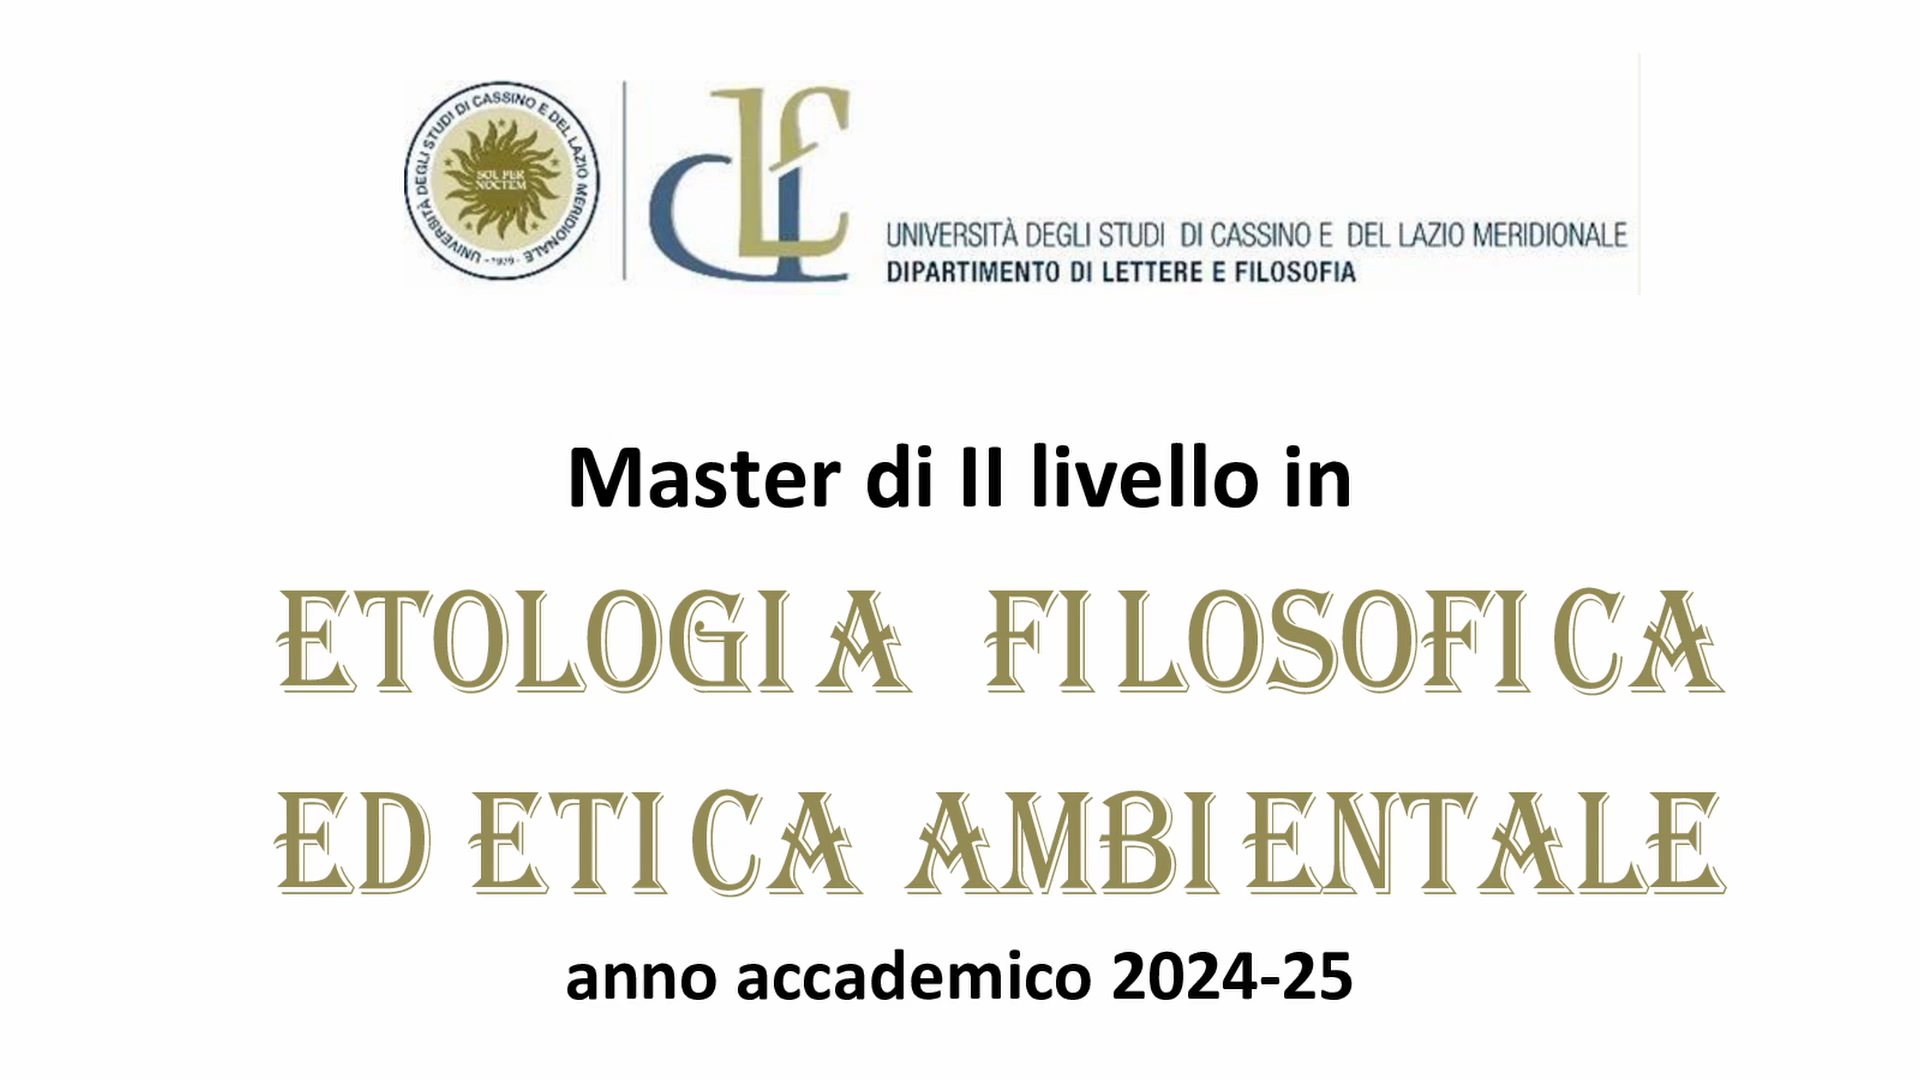 UNIVERSITÀ DEGLI STUDI DI CASSINO E DEL LAZIO MERIDIONALE - 1979 -
SOL PER
NOCTEM
dLf
UNIVERSITÀ DEGLI STUDI DI CASSINO E DEL LAZIO MERIDIONALE
DIPARTIMENTO DI LETTERE E FILOSOFIA
Master di II livello in
ETOLOGIA FILOSOFICA
ED ETICA AMBIENTALE
anno accademico 2024-25